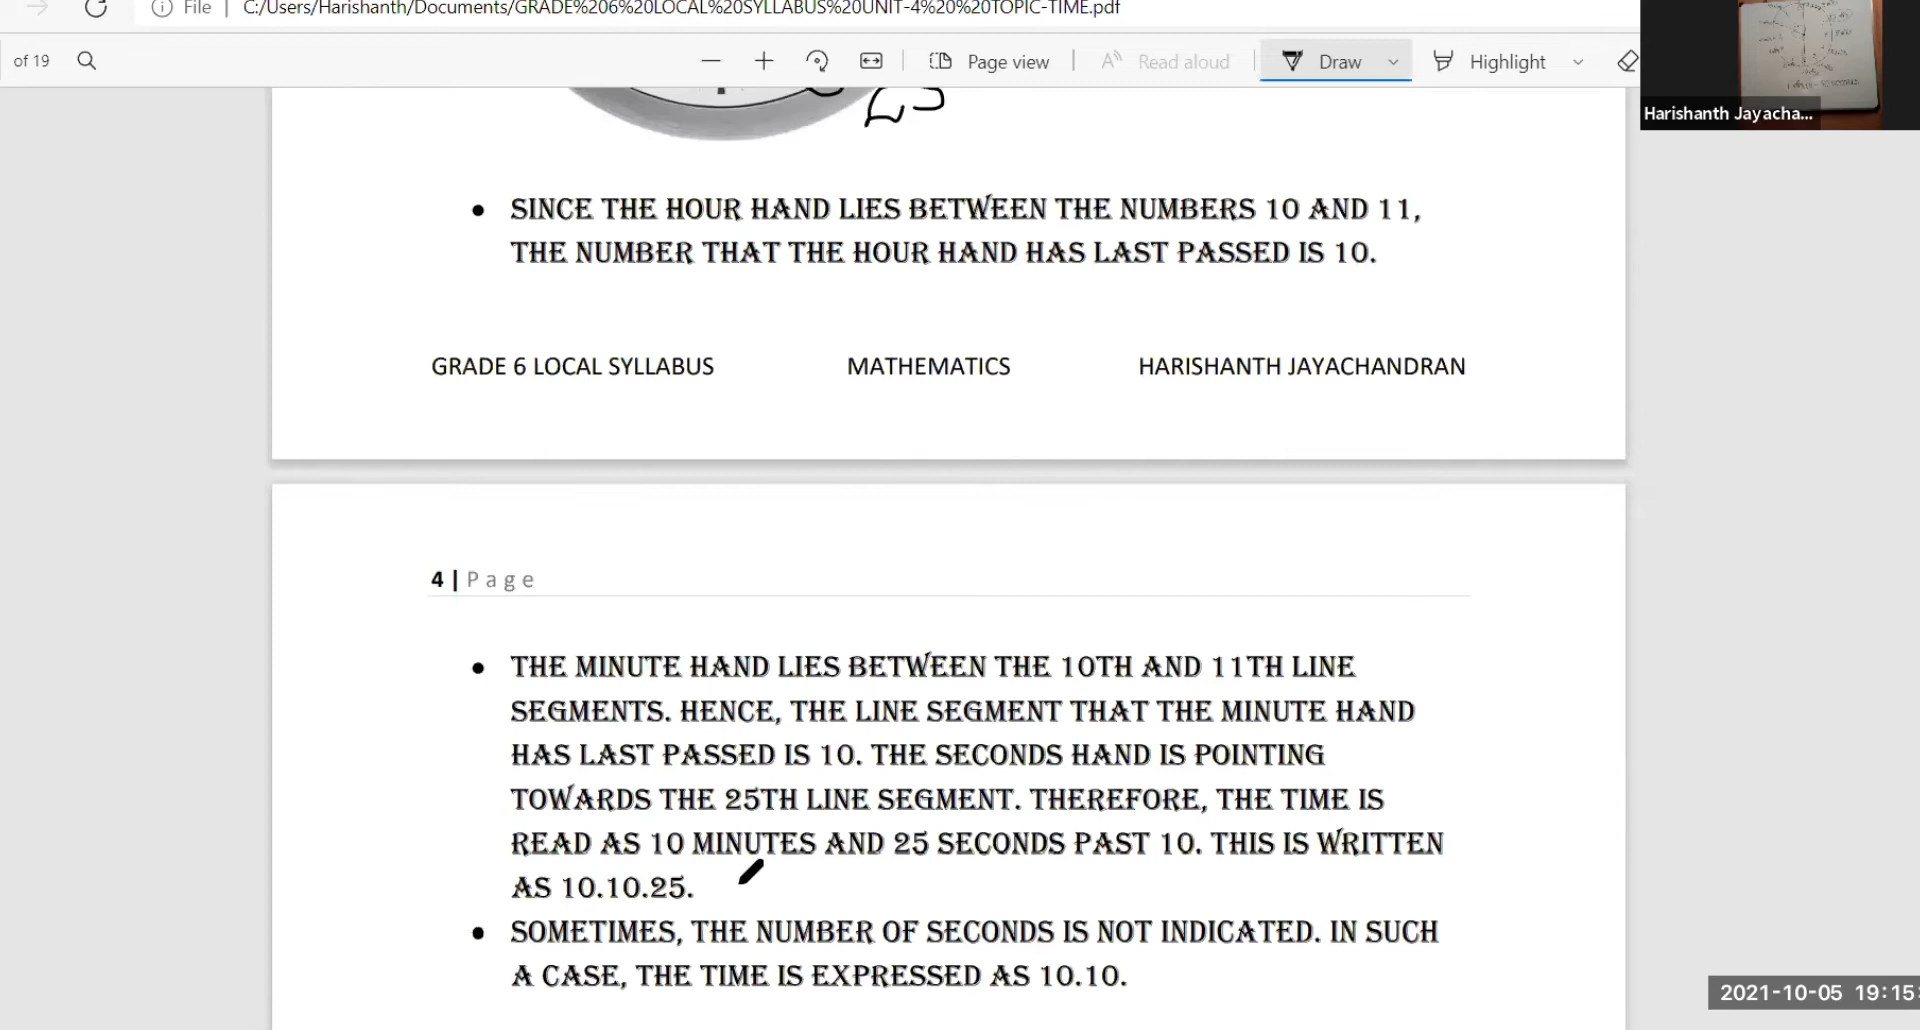 File | C:/Users/Harishanth/Documents/GRADE%206%20LOCAL%20SYLLABUS%20UNIT-4%20%20TOPIC-TIME.pdf
of 19 Page view Read aloud Draw Highlight
Harishanth Jayacha...
25
SINCE THE HOUR HAND LIES BETWEEN THE NUMBERS 10 AND 11,
THE NUMBER THAT THE HOUR HAND HAS LAST PASSED IS 10.
GRADE 6 LOCAL SYLLABUS MATHEMATICS HARISHANTH JAYACHANDRAN
4 | Page
THE MINUTE HAND LIES BETWEEN THE 10TH AND 11TH LINE
SEGMENTS. HENCE, THE LINE SEGMENT THAT THE MINUTE HAND
HAS LAST PASSED IS 10. THE SECONDS HAND IS POINTING
TOWARDS THE 25TH LINE SEGMENT. THEREFORE, THE TIME IS
READ AS 10 MINUTES AND 25 SECONDS PAST 10. THIS IS WRITTEN
AS 10.10.25.
SOMETIMES, THE NUMBER OF SECONDS IS NOT INDICATED. IN SUCH
A CASE, THE TIME IS EXPRESSED AS 10.10.
2021-10-05 19:15: